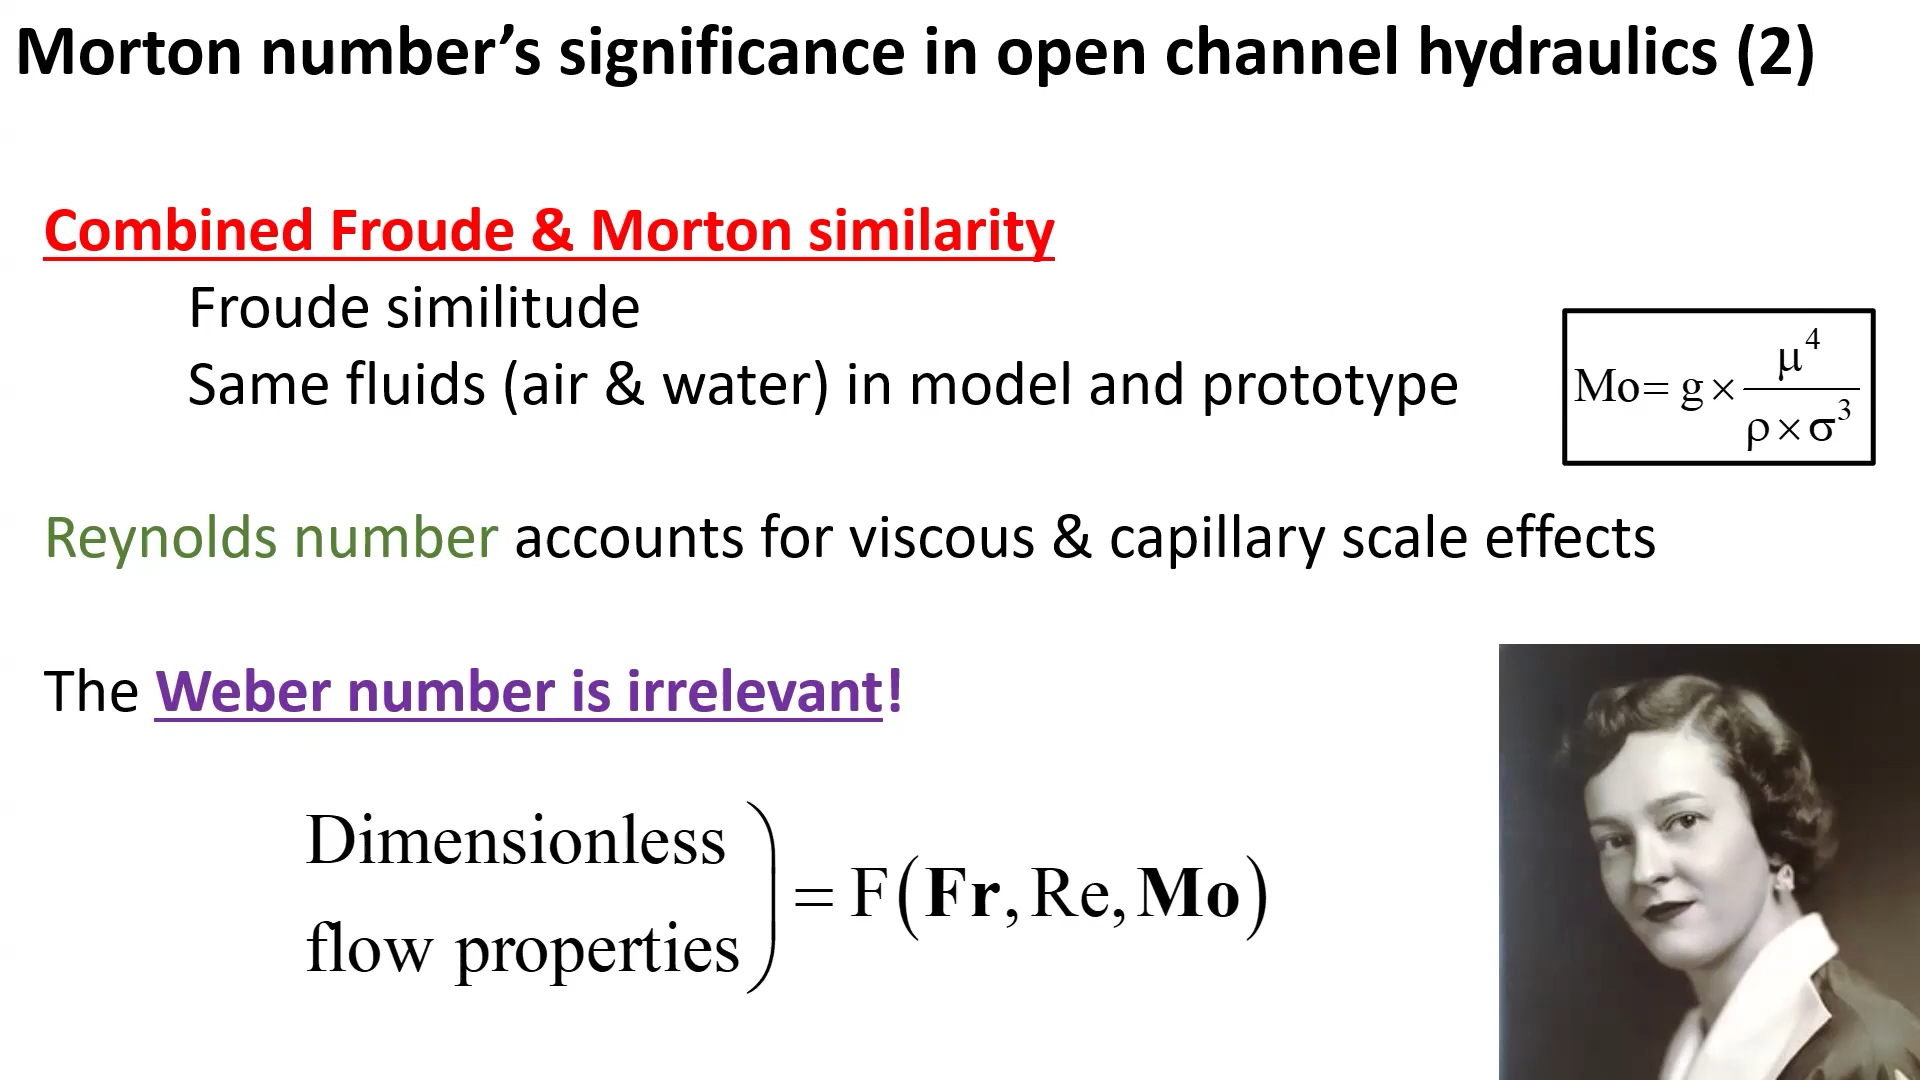 Morton number’s significance in open channel hydraulics (2)
Combined Froude & Morton similarity
Froude similitude
Same fluids (air & water) in model and prototype
Mo= g × μ⁴ / ρ × σ³
Reynolds number accounts for viscous & capillary scale effects
The Weber number is irrelevant!
Dimensionless
flow properties) = F(Fr, Re, Mo)